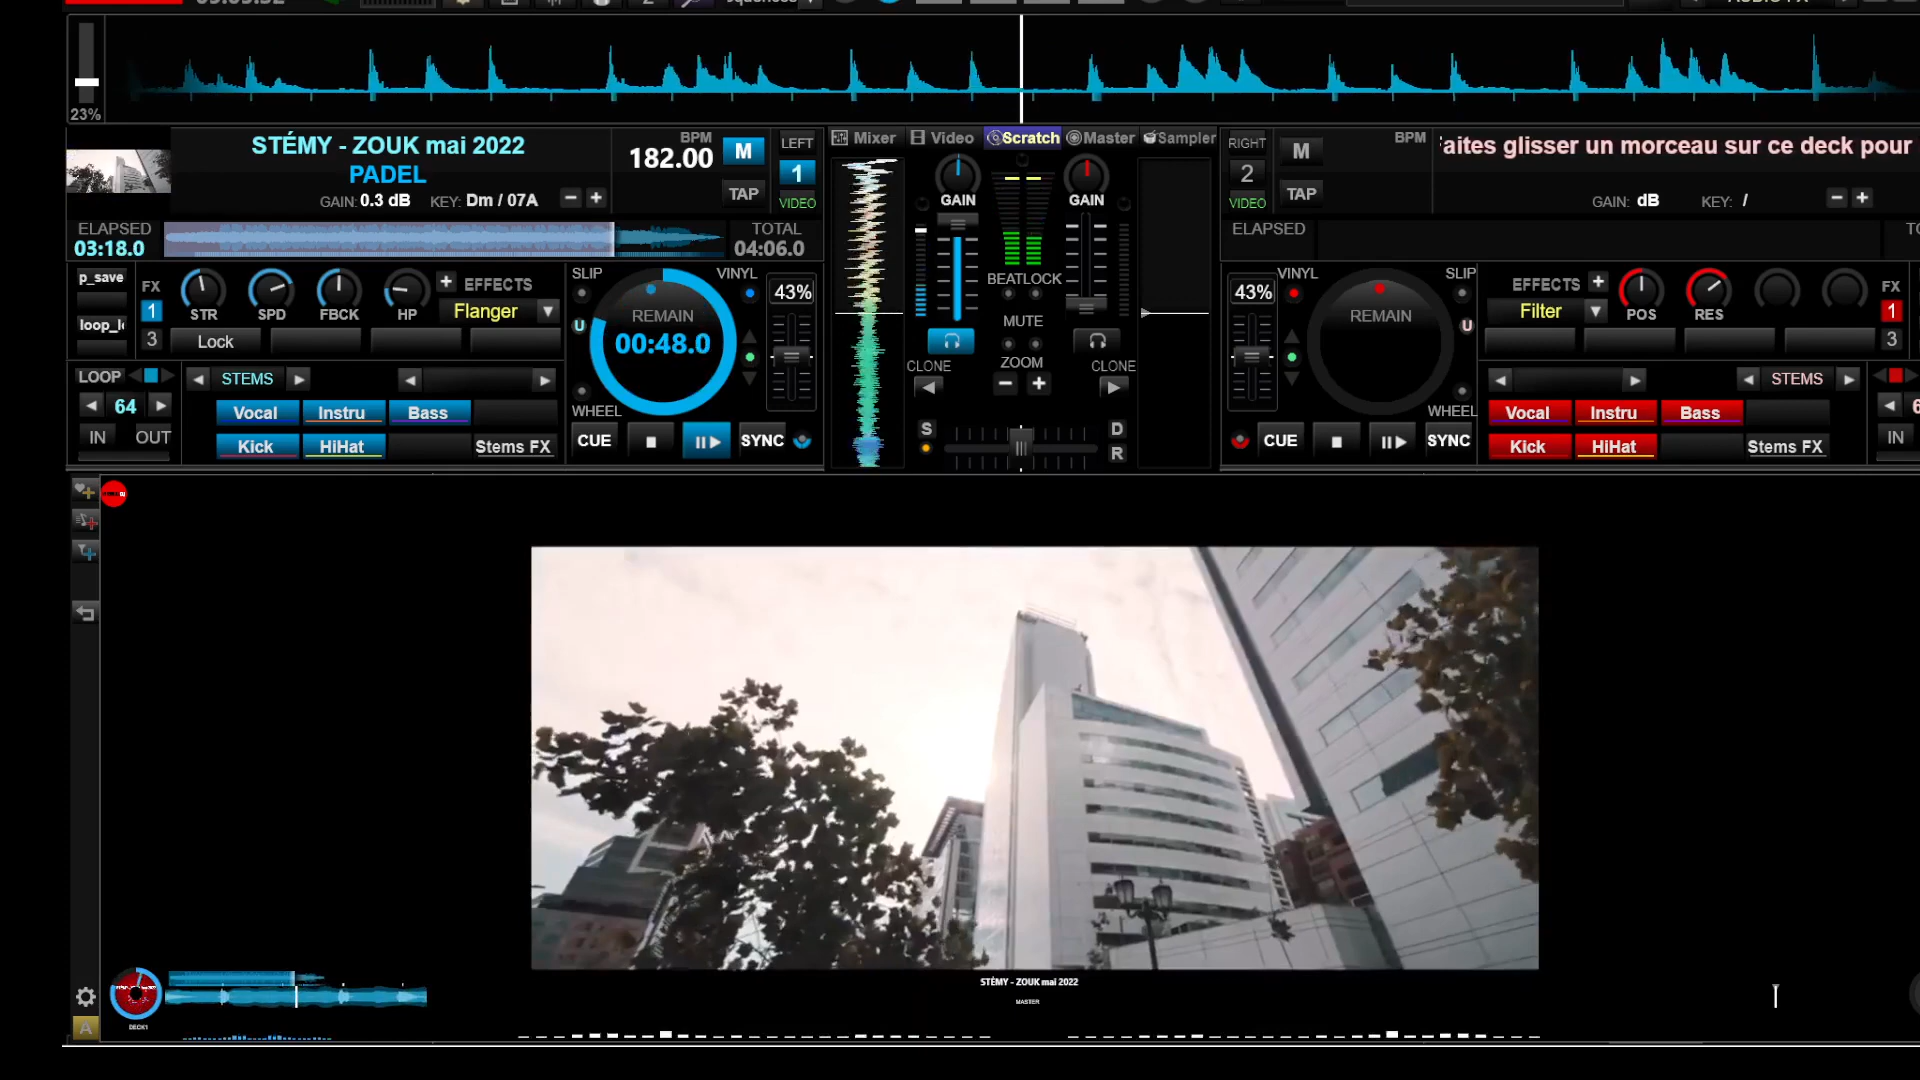 23%
STÉMY - ZOUK mai 2022
PADEL
GAIN: 0.3 dB KEY: Dm / 07A
BPM
182.00
M
TAP
LEFT
1
VIDEO
Mixer Video Scratch Master Sampler
RIGHT
2
VIDEO
M
TAP
BPM
aites glisser un morceau sur ce deck pour
GAIN: dB KEY: /
ELAPSED
03:18.0
TOTAL
04:06.0
GAIN GAIN
BEATLOCK
MUTE
ZOOM
CLONE CLONE
S D
R
ELAPSED
p_save
FX
1
3
STR SPD FBCK HP
EFFECTS
Flanger
Lock
SLIP VINYL
U
REMAIN
00:48.0
43%
WHEEL
CUE SYNC
LOOP
64
IN OUT
STEMS
Vocal Instru Bass
Kick HiHat Stems FX
43%
VINYL SLIP
REMAIN
U
WHEEL
CUE SYNC
EFFECTS
Filter
POS RES
FX
1
3
STEMS
Vocal Instru Bass
Kick HiHat Stems FX
IN
STÉMY - ZOUK mai 2022
MASTER
DECK1
A